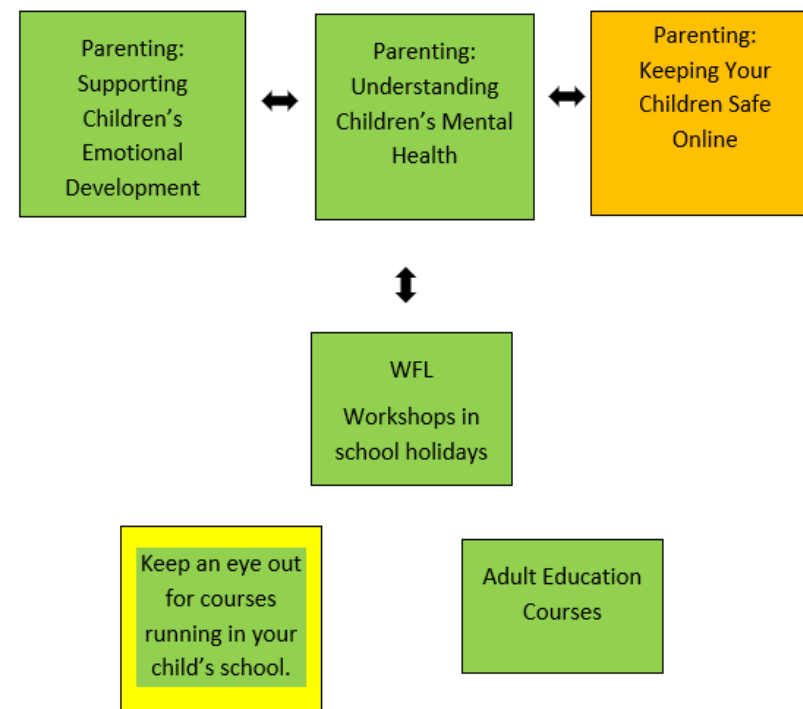 Parenting:
Supporting
Children’s
Emotional
Development
Parenting:
Understanding
Children’s Mental
Health
Parenting:
Keeping Your
Children Safe
Online
WFL
Workshops in
school holidays
Keep an eye out
for courses
running in your
child’s school.
Adult Education
Courses